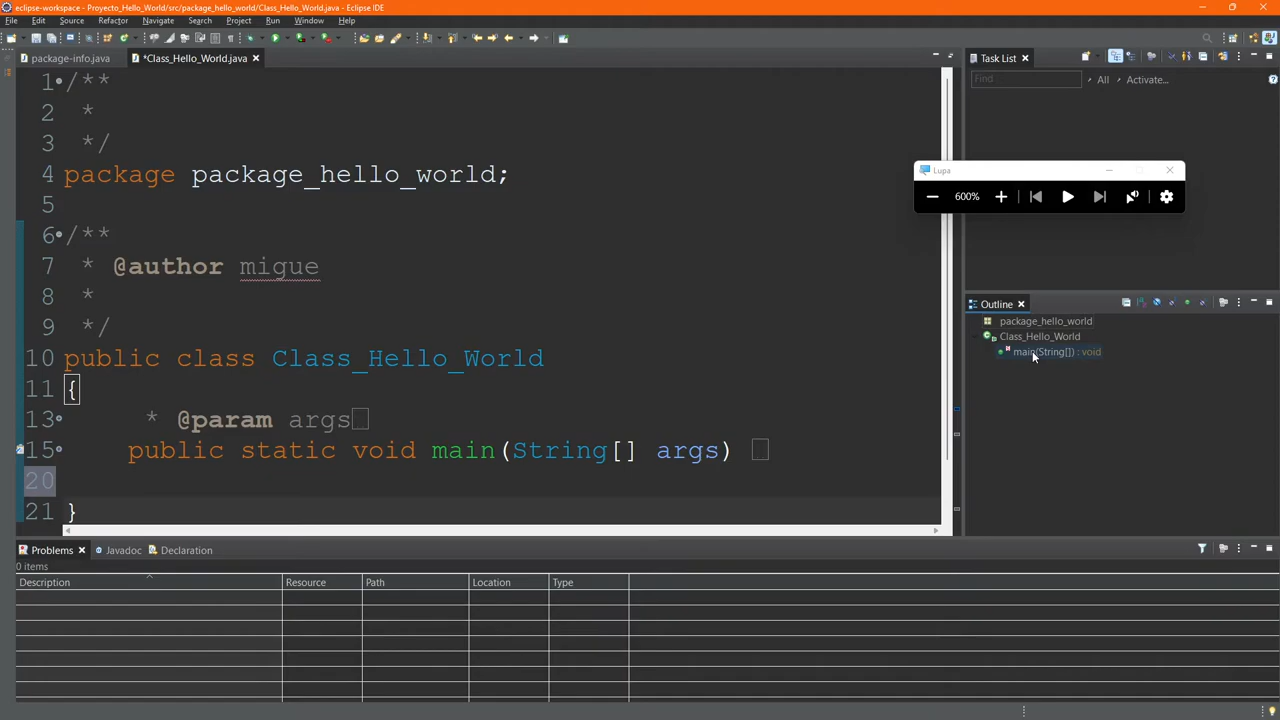 eclipse-workspace - Proyecto_Hello_World/src/package_hello_world/Class_Hello_World.java - Eclipse IDE
File Edit Source Refactor Navigate Search Project Run Window Help
package-info.java
*Class_Hello_World.java
1 /**
2 *
3 */
4 package package_hello_world;
5
6 /**
7 * @author migue
8 *
9 */
10 public class Class_Hello_World
11 {
13 * @param args
15 public static void main(String[] args)
20
21 }
Task List
Find
All
Activate...
Lupa
600%
Outline
package_hello_world
Class_Hello_World
main(String[]) : void
Problems
Javadoc
Declaration
0 items
Description Resource Path Location Type